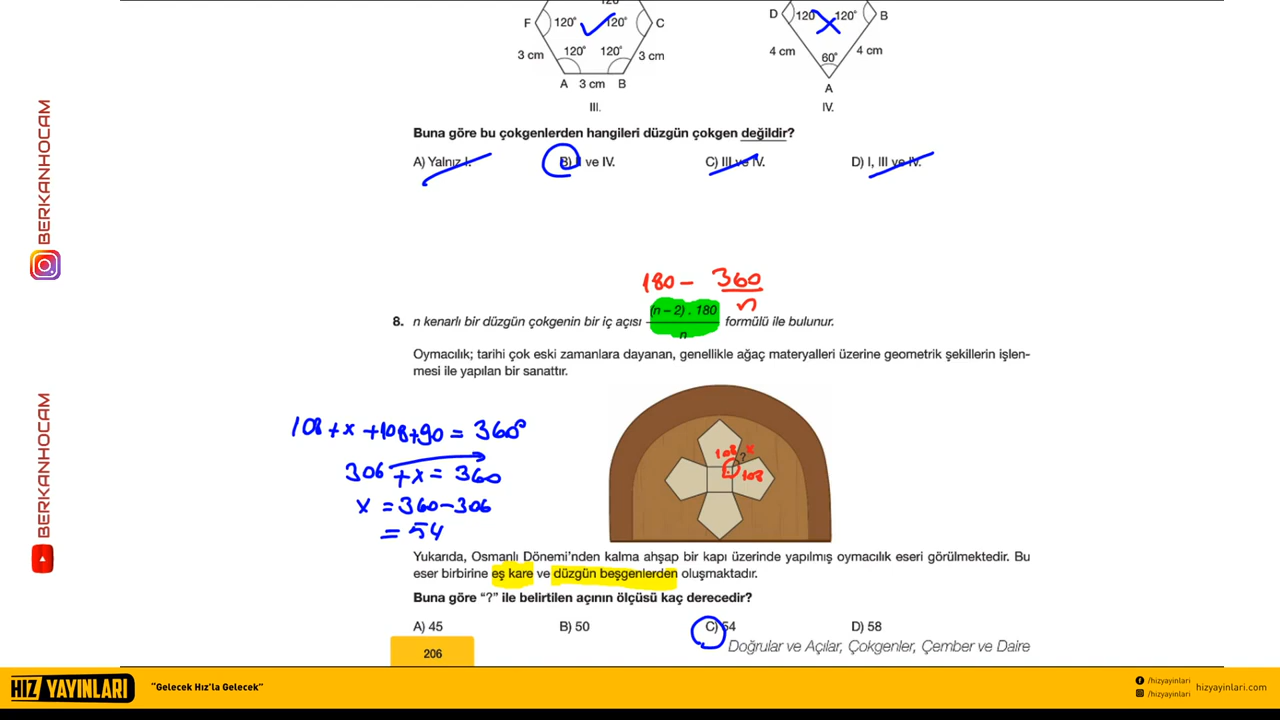 120
F 120° 120° C
D 120 120° B
3 cm 120° 120° 3 cm
4 cm 60° 4 cm
A 3 cm B
A
III.
IV.
Buna göre bu çokgenlerden hangileri düzgün çokgen değildir?
A) Yalnız I. B) II ve IV. C) III ve IV. D) I, III ve IV.
180 - 360/n
8. n kenarlı bir düzgün çokgenin bir iç açısı (n – 2) . 180 / n formülü ile bulunur.
Oymacılık; tarihi çok eski zamanlara dayanan, genellikle ağaç materyalleri üzerine geometrik şekillerin işlen-
mesi ile yapılan bir sanattır.
108+x+108+90 = 360°
306 + x = 360
x = 360-306
= 54
108 x
?
108
Yukarıda, Osmanlı Dönemi’nden kalma ahşap bir kapı üzerinde yapılmış oymacılık eseri görülmektedir. Bu
eser birbirine eş kare ve düzgün beşgenlerden oluşmaktadır.
Buna göre “?” ile belirtilen açının ölçüsü kaç derecedir?
A) 45 B) 50 C) 54 D) 58
206
Doğrular ve Açılar, Çokgenler, Çember ve Daire
BERKANHOCAM
BERKANHOCAM
HIZ YAYINLARI
“Gelecek Hız’la Gelecek”
/hizyayinlari
/hizyayinlari
hizyayinlari.com